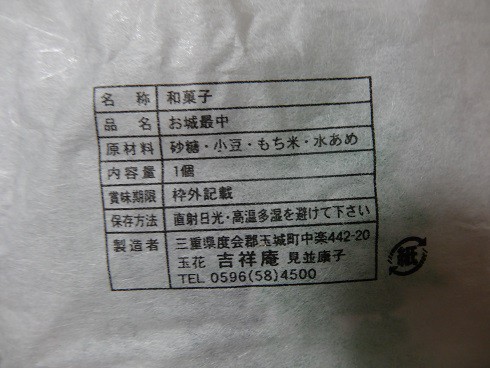 名称 和菓子
品名 お城最中
原材料 砂糖・小豆・もち米・水あめ
内容量 1個
賞味期限 枠外記載
保存方法 直射日光・高温多湿を避けて下さい
製造者 三重県度会郡玉城町中楽442-20
玉花 吉祥庵 見並康子
TEL 0596(58)4500
紙